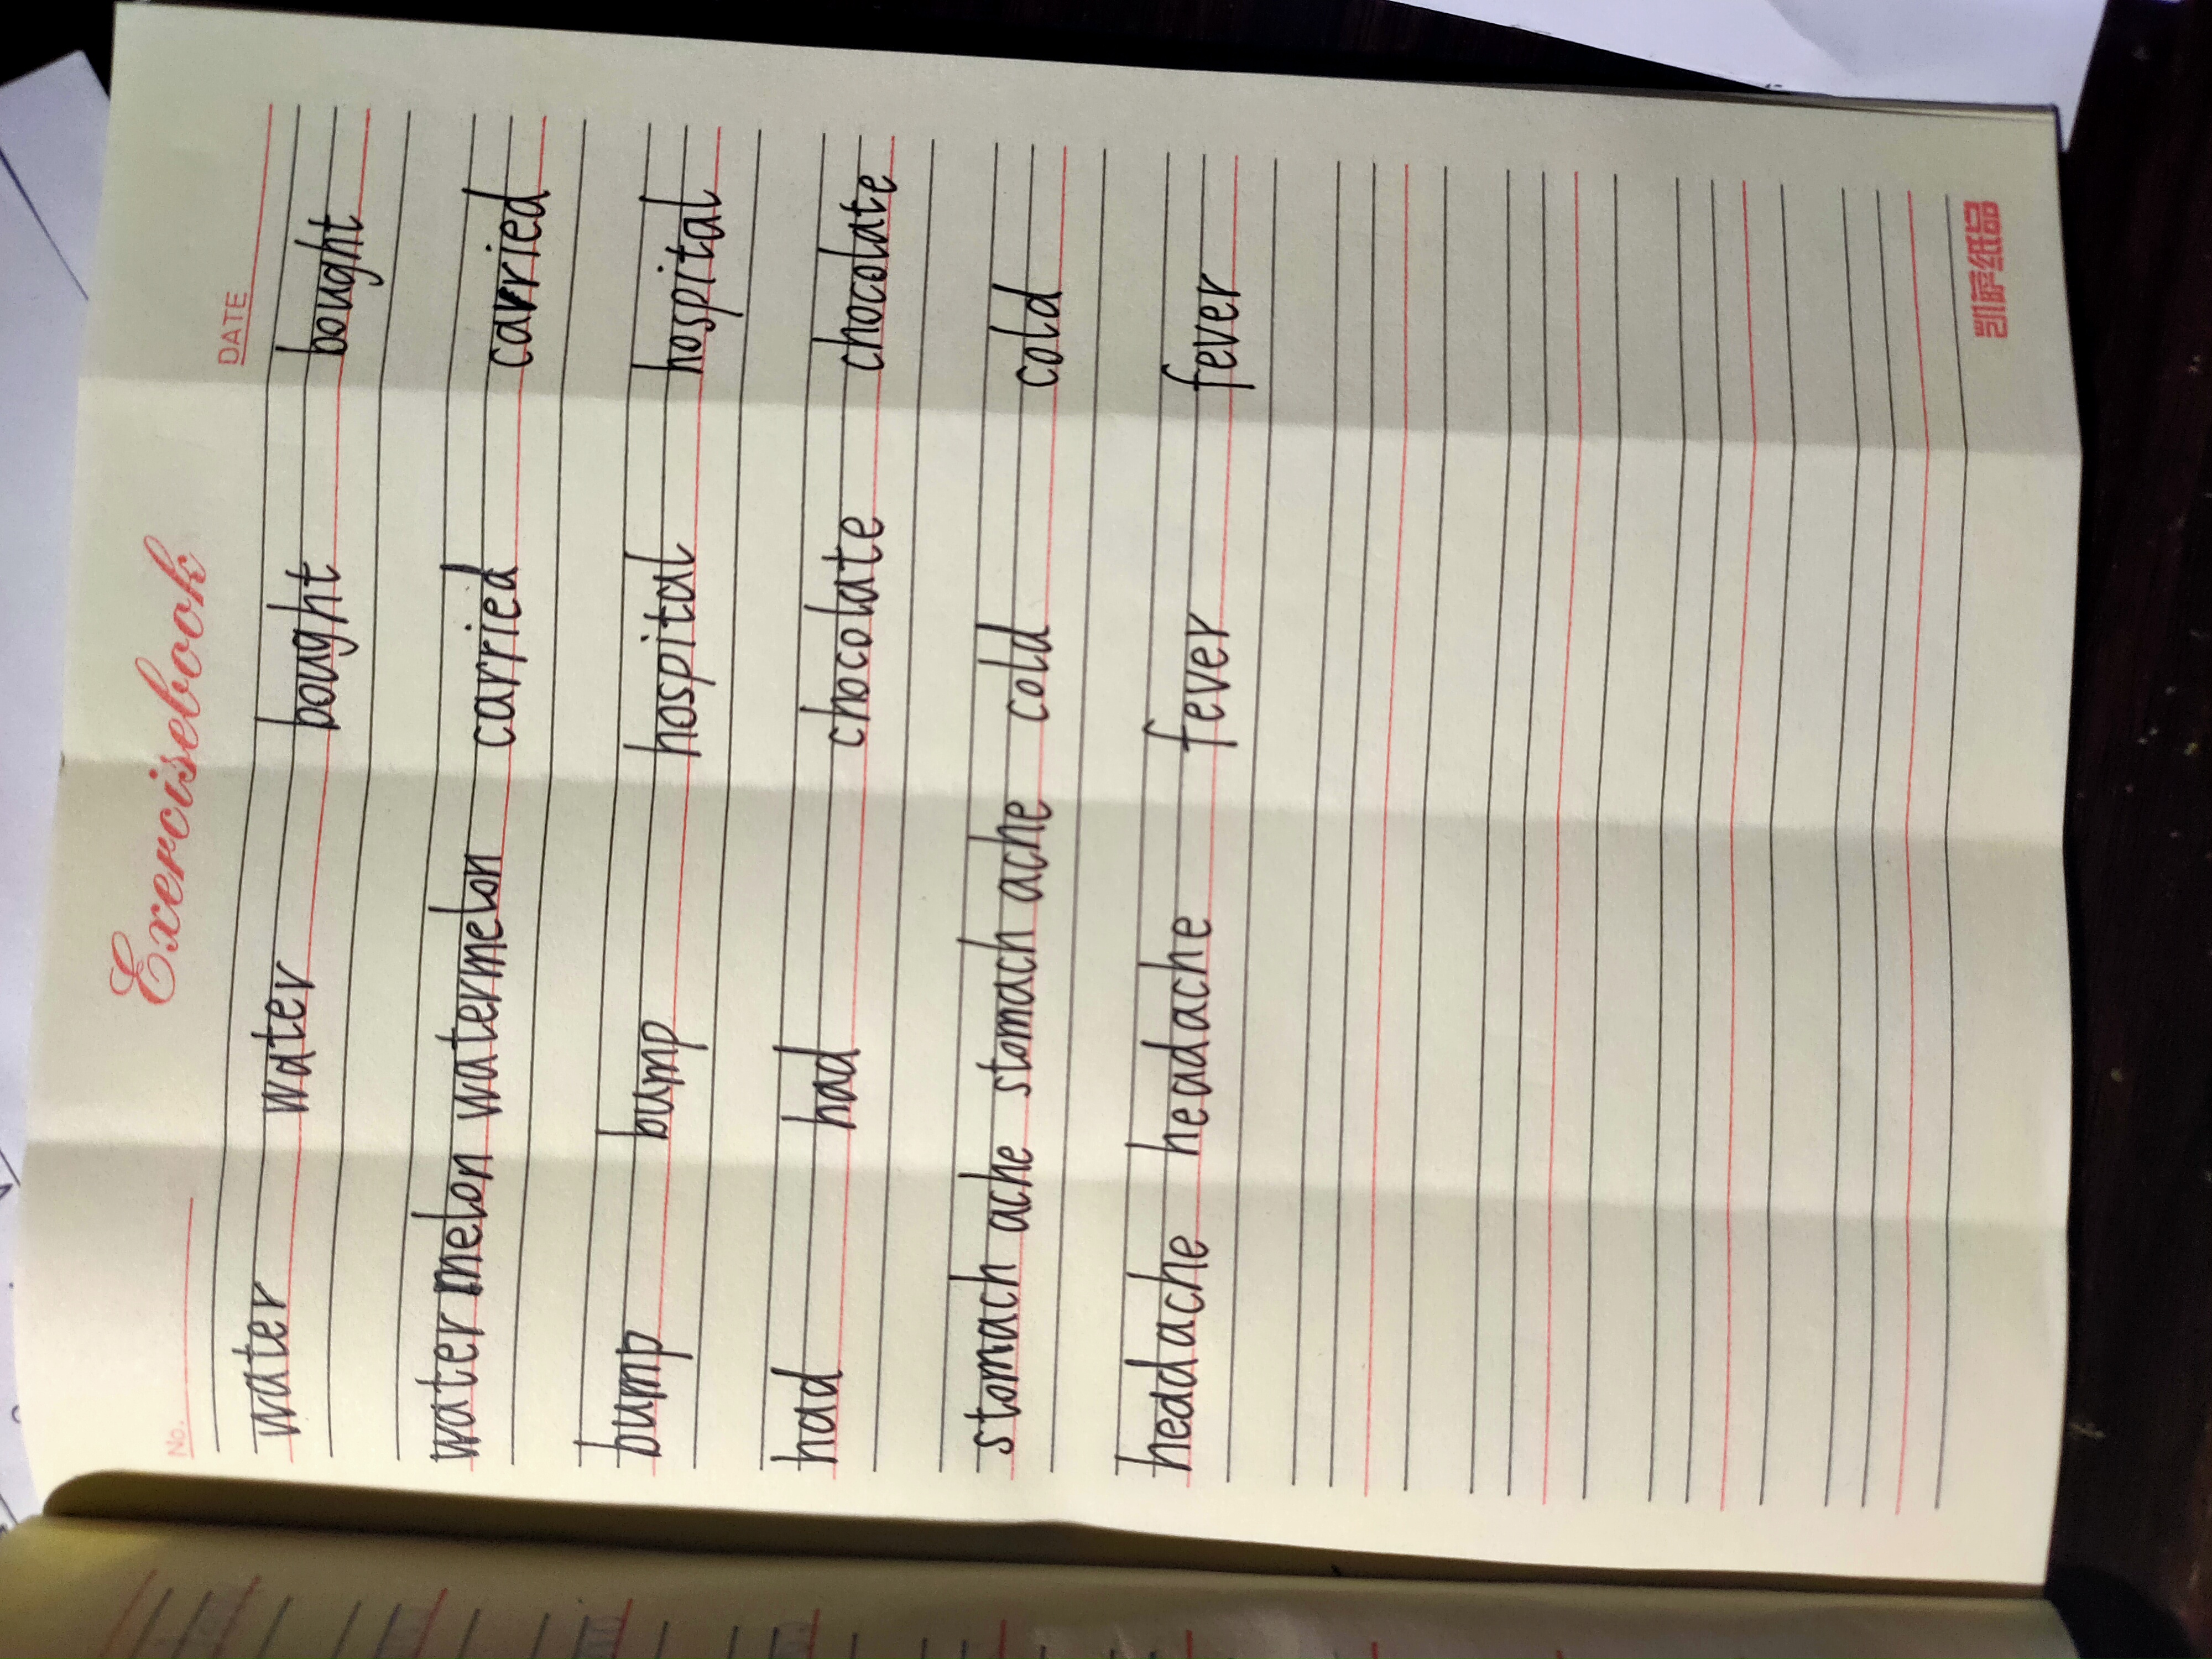 Exercisebook
No. DATE
water water bought bought
watermelon watermelon carried carried
bump bump hospital hospital
had had chocolate chocolate
stomach ache stomach ache cold cold
headache headache fever fever
凯萨纸品